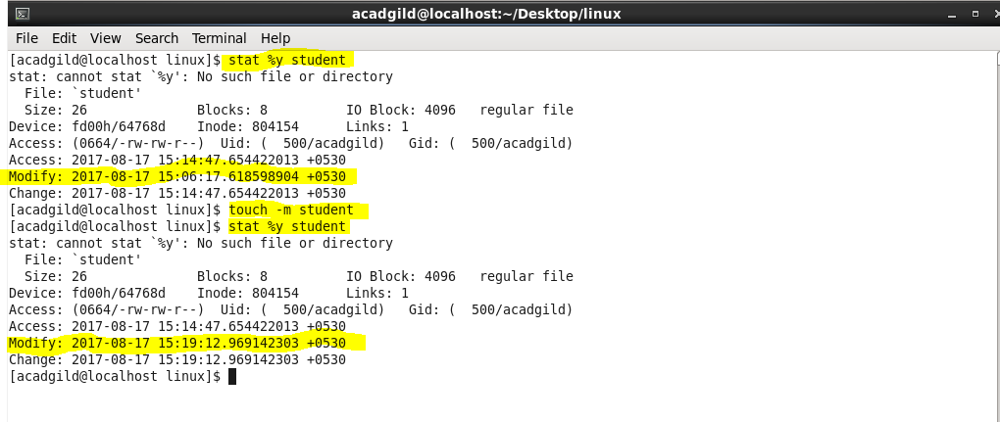 acadgild@localhost:~/Desktop/linux
File Edit View Search Terminal Help
[acadgild@localhost linux]$ stat %y student
stat: cannot stat `%y': No such file or directory
  File: `student'
  Size: 26              Blocks: 8          IO Block: 4096   regular file
Device: fd00h/64768d    Inode: 804154      Links: 1
Access: (0664/-rw-rw-r--)  Uid: (  500/acadgild)   Gid: (  500/acadgild)
Access: 2017-08-17 15:14:47.654422013 +0530
Modify: 2017-08-17 15:06:17.618598904 +0530
Change: 2017-08-17 15:14:47.654422013 +0530
[acadgild@localhost linux]$ touch -m student
[acadgild@localhost linux]$ stat %y student
stat: cannot stat `%y': No such file or directory
  File: `student'
  Size: 26              Blocks: 8          IO Block: 4096   regular file
Device: fd00h/64768d    Inode: 804154      Links: 1
Access: (0664/-rw-rw-r--)  Uid: (  500/acadgild)   Gid: (  500/acadgild)
Access: 2017-08-17 15:14:47.654422013 +0530
Modify: 2017-08-17 15:19:12.969142303 +0530
Change: 2017-08-17 15:19:12.969142303 +0530
[acadgild@localhost linux]$